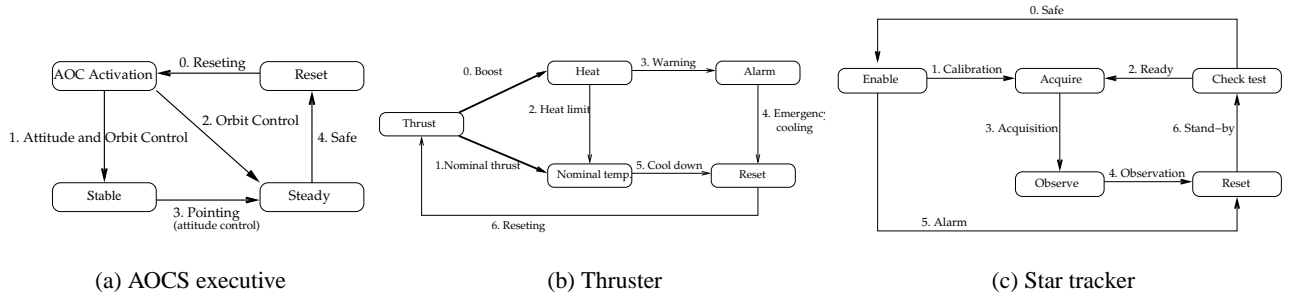 AOC Activation
0. Reseting
Reset
1. Attitude and Orbit Control
2. Orbit Control
4. Safe
Stable
3. Pointing
(attitude control)
Steady
(a) AOCS executive
0. Boost
Heat
3. Warning
Alarm
Thrust
2. Heat limit
4. Emergency
cooling
1.Nominal thrust
Nominal temp.
5. Cool down
Reset
6. Reseting
(b) Thruster
0. Safe
Enable
1. Calibration
Acquire
2. Ready
Check test
3. Acquisition
6. Stand-by
Observe
4. Observation
Reset
5. Alarm
(c) Star tracker